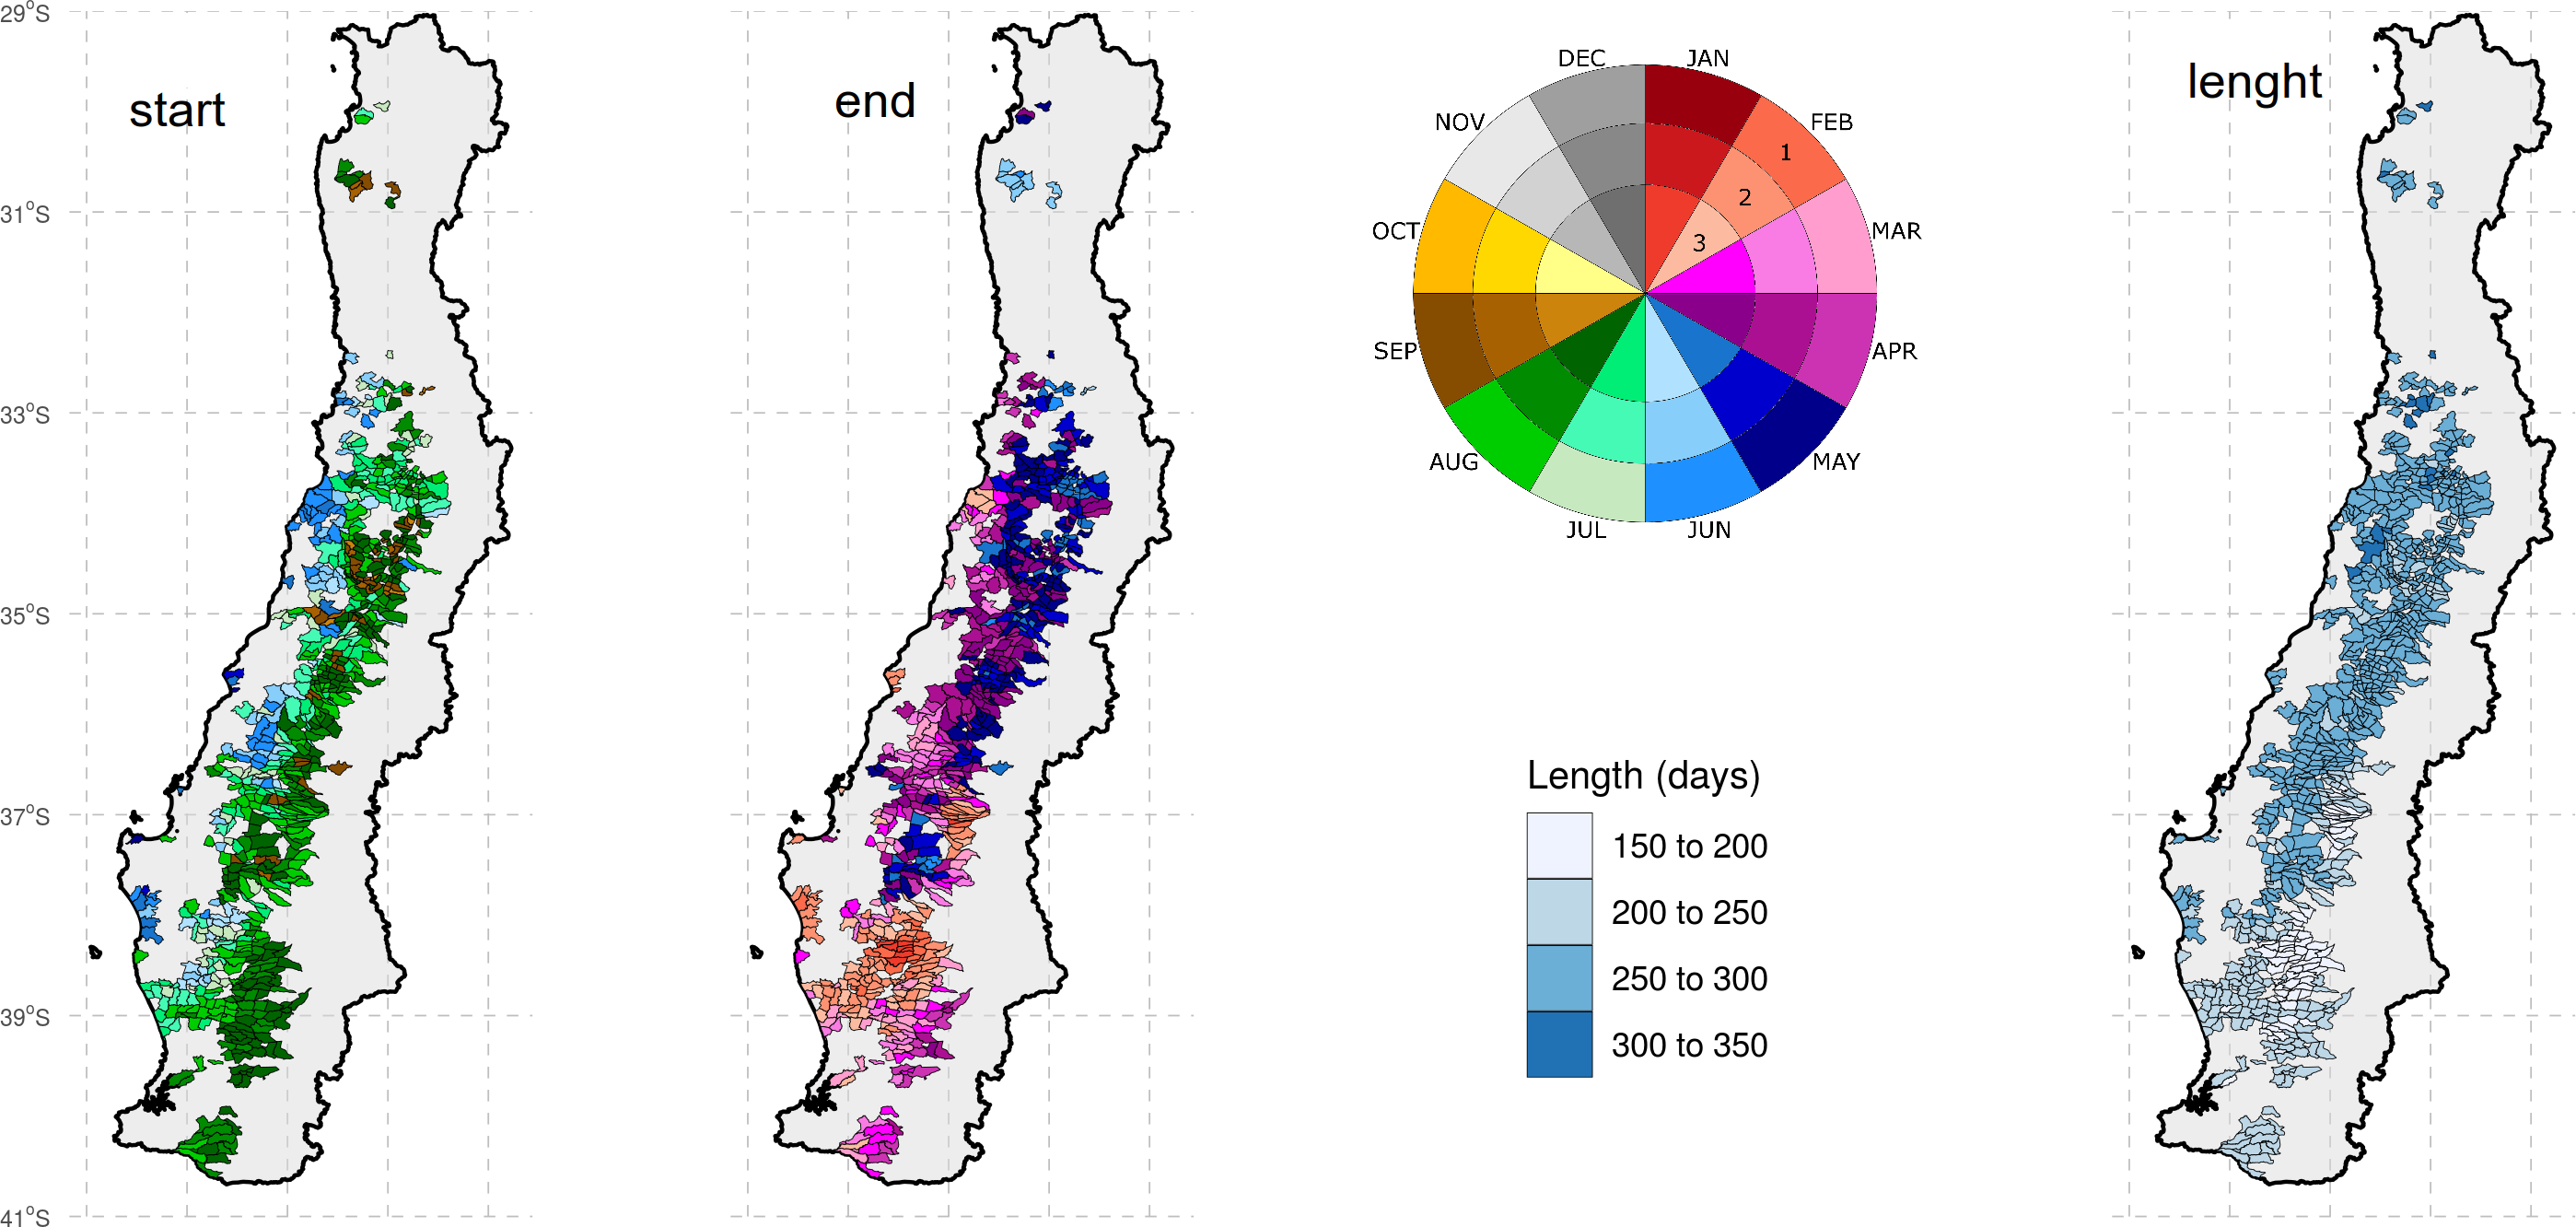 29°S
31°S
33°S
35°S
37°S
39°S
41°S
start
end
DEC
JAN
NOV
FEB
1
2
3
OCT
MAR
SEP
APR
AUG
MAY
JUL
JUN
Length (days)
150 to 200
200 to 250
250 to 300
300 to 350
lenght